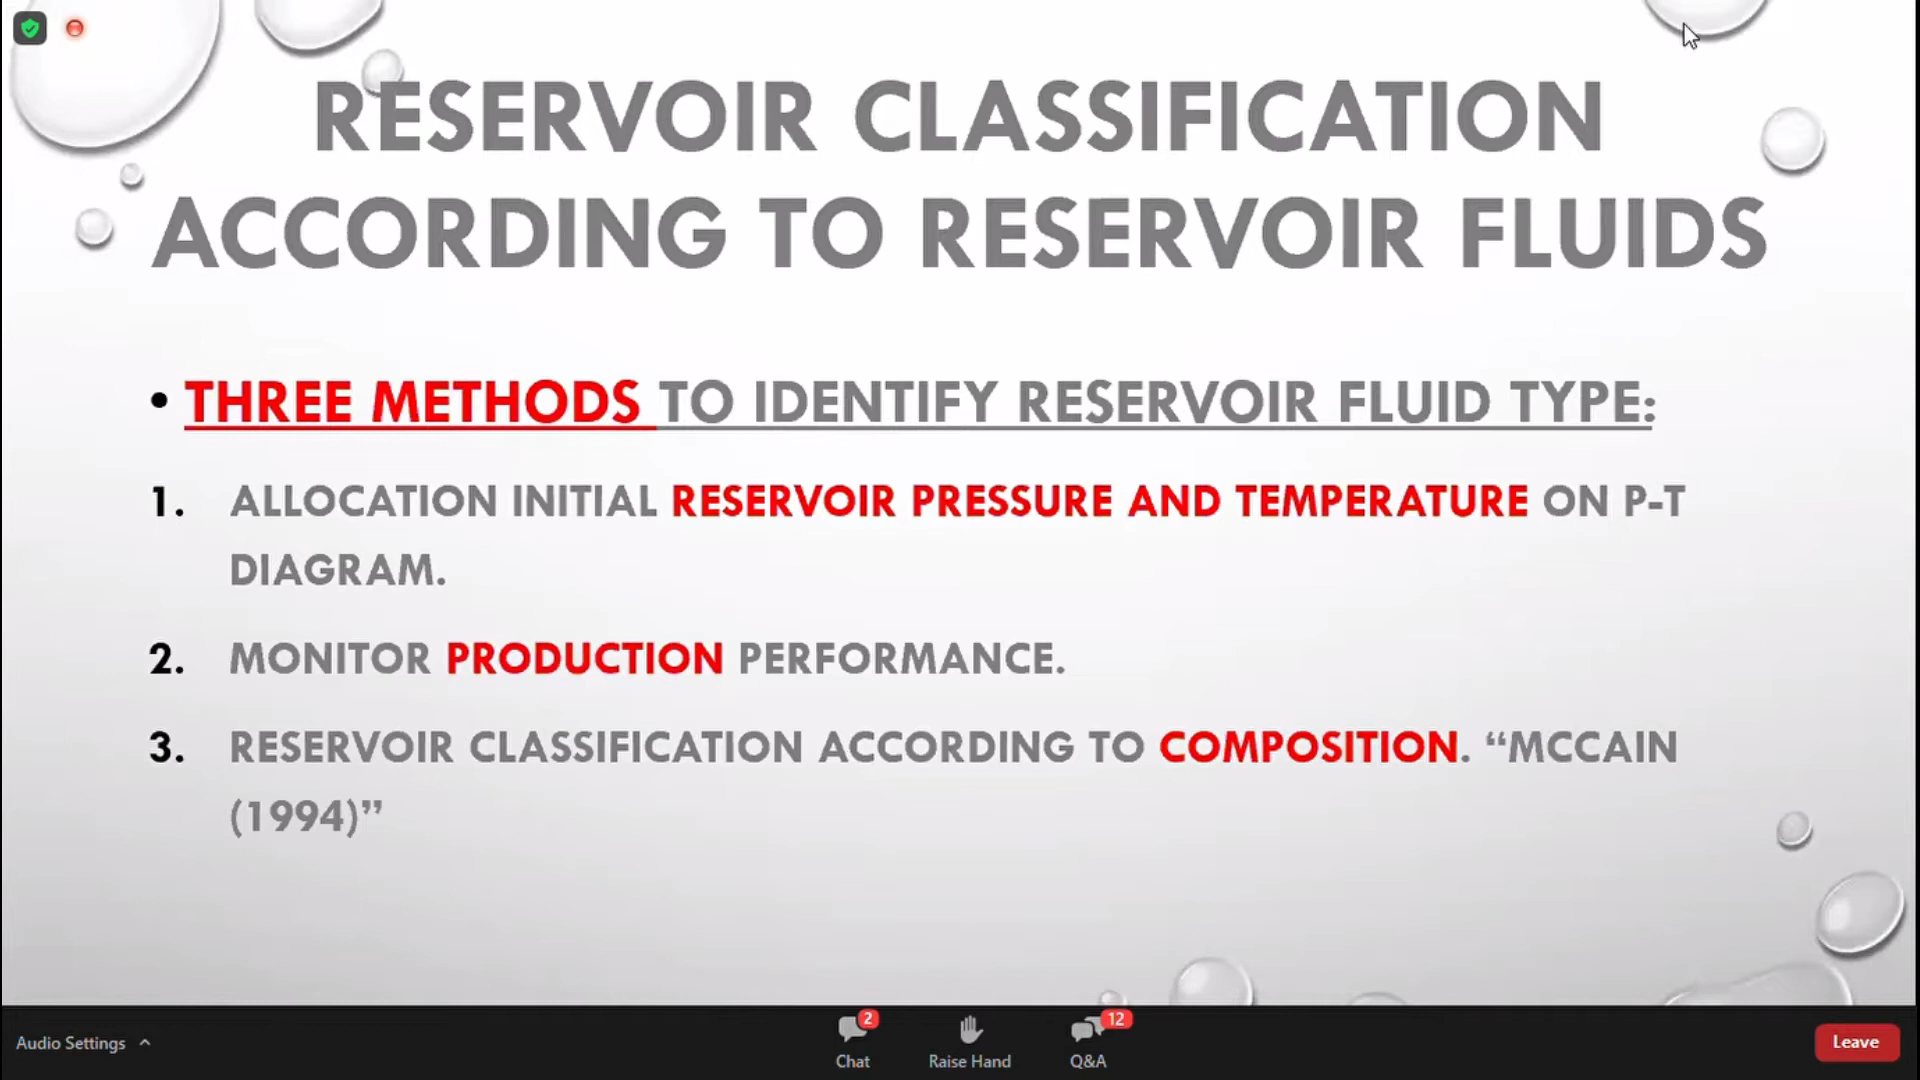 RESERVOIR CLASSIFICATION
ACCORDING TO RESERVOIR FLUIDS
• THREE METHODS TO IDENTIFY RESERVOIR FLUID TYPE:
1. ALLOCATION INITIAL RESERVOIR PRESSURE AND TEMPERATURE ON P-T
DIAGRAM.
2. MONITOR PRODUCTION PERFORMANCE.
3. RESERVOIR CLASSIFICATION ACCORDING TO COMPOSITION. “MCCAIN
(1994)”
2
12
Audio Settings
Chat
Raise Hand
Q&A
Leave